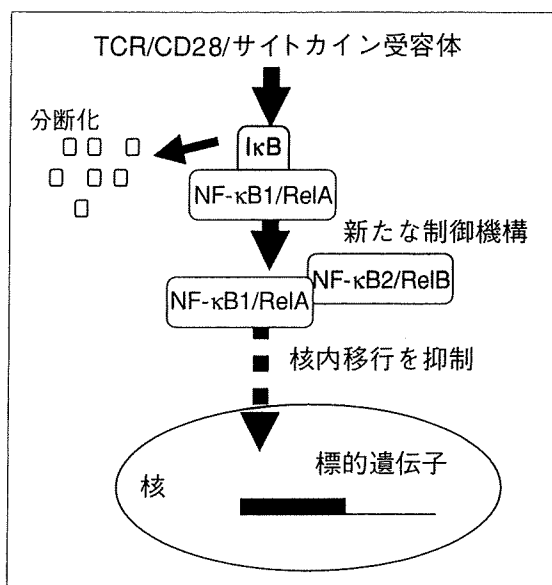 TCR/CD28/サイトカイン受容体
分断化
IκB
NF-κB1/RelA
新たな制御機構
NF-κB2/RelB
NF-κB1/RelA
核内移行を抑制
標的遺伝子
核